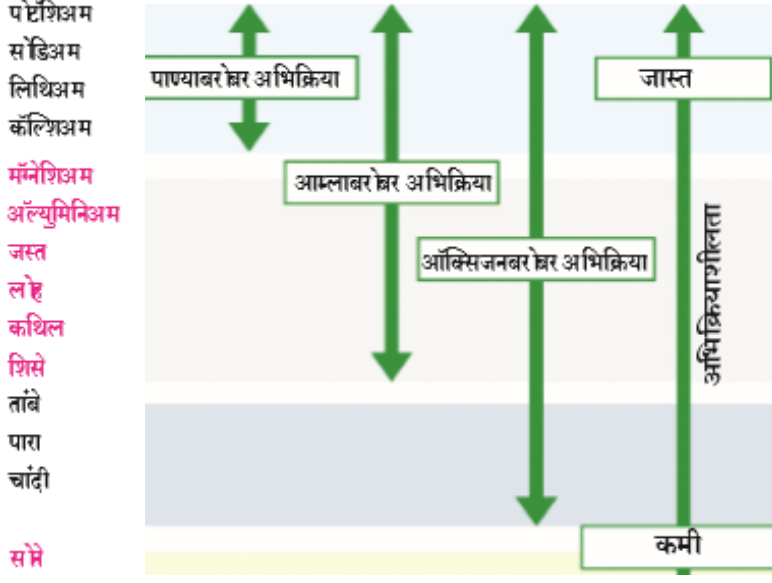 पोटॅशिअम
सोडिअम
लिथिअम
कॅल्शिअम
मॅग्नेशिअम
अ‍ॅल्युमिनिअम
जस्त
लोह
कथिल
शिसे
तांबे
पारा
चांदी
सोने
पाण्याबरोबर अभिक्रिया
आम्लाबरोबर अभिक्रिया
ऑक्सिजनबरोबर अभिक्रिया
जास्त
अभिक्रियाशीलता
कमी